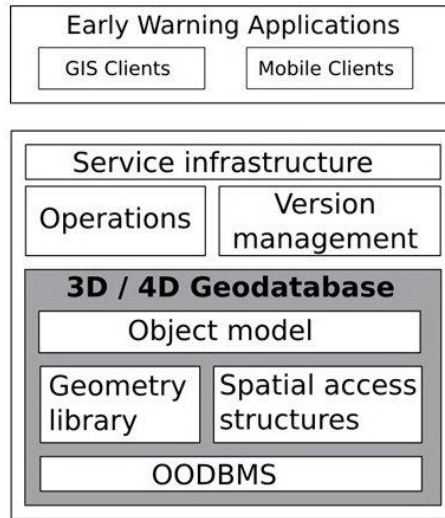 Early Warning Applications
GIS Clients
Mobile Clients
Service infrastructure
Operations
Version
management
3D / 4D Geodatabase
Object model
Geometry
library
Spatial access
structures
OODBMS